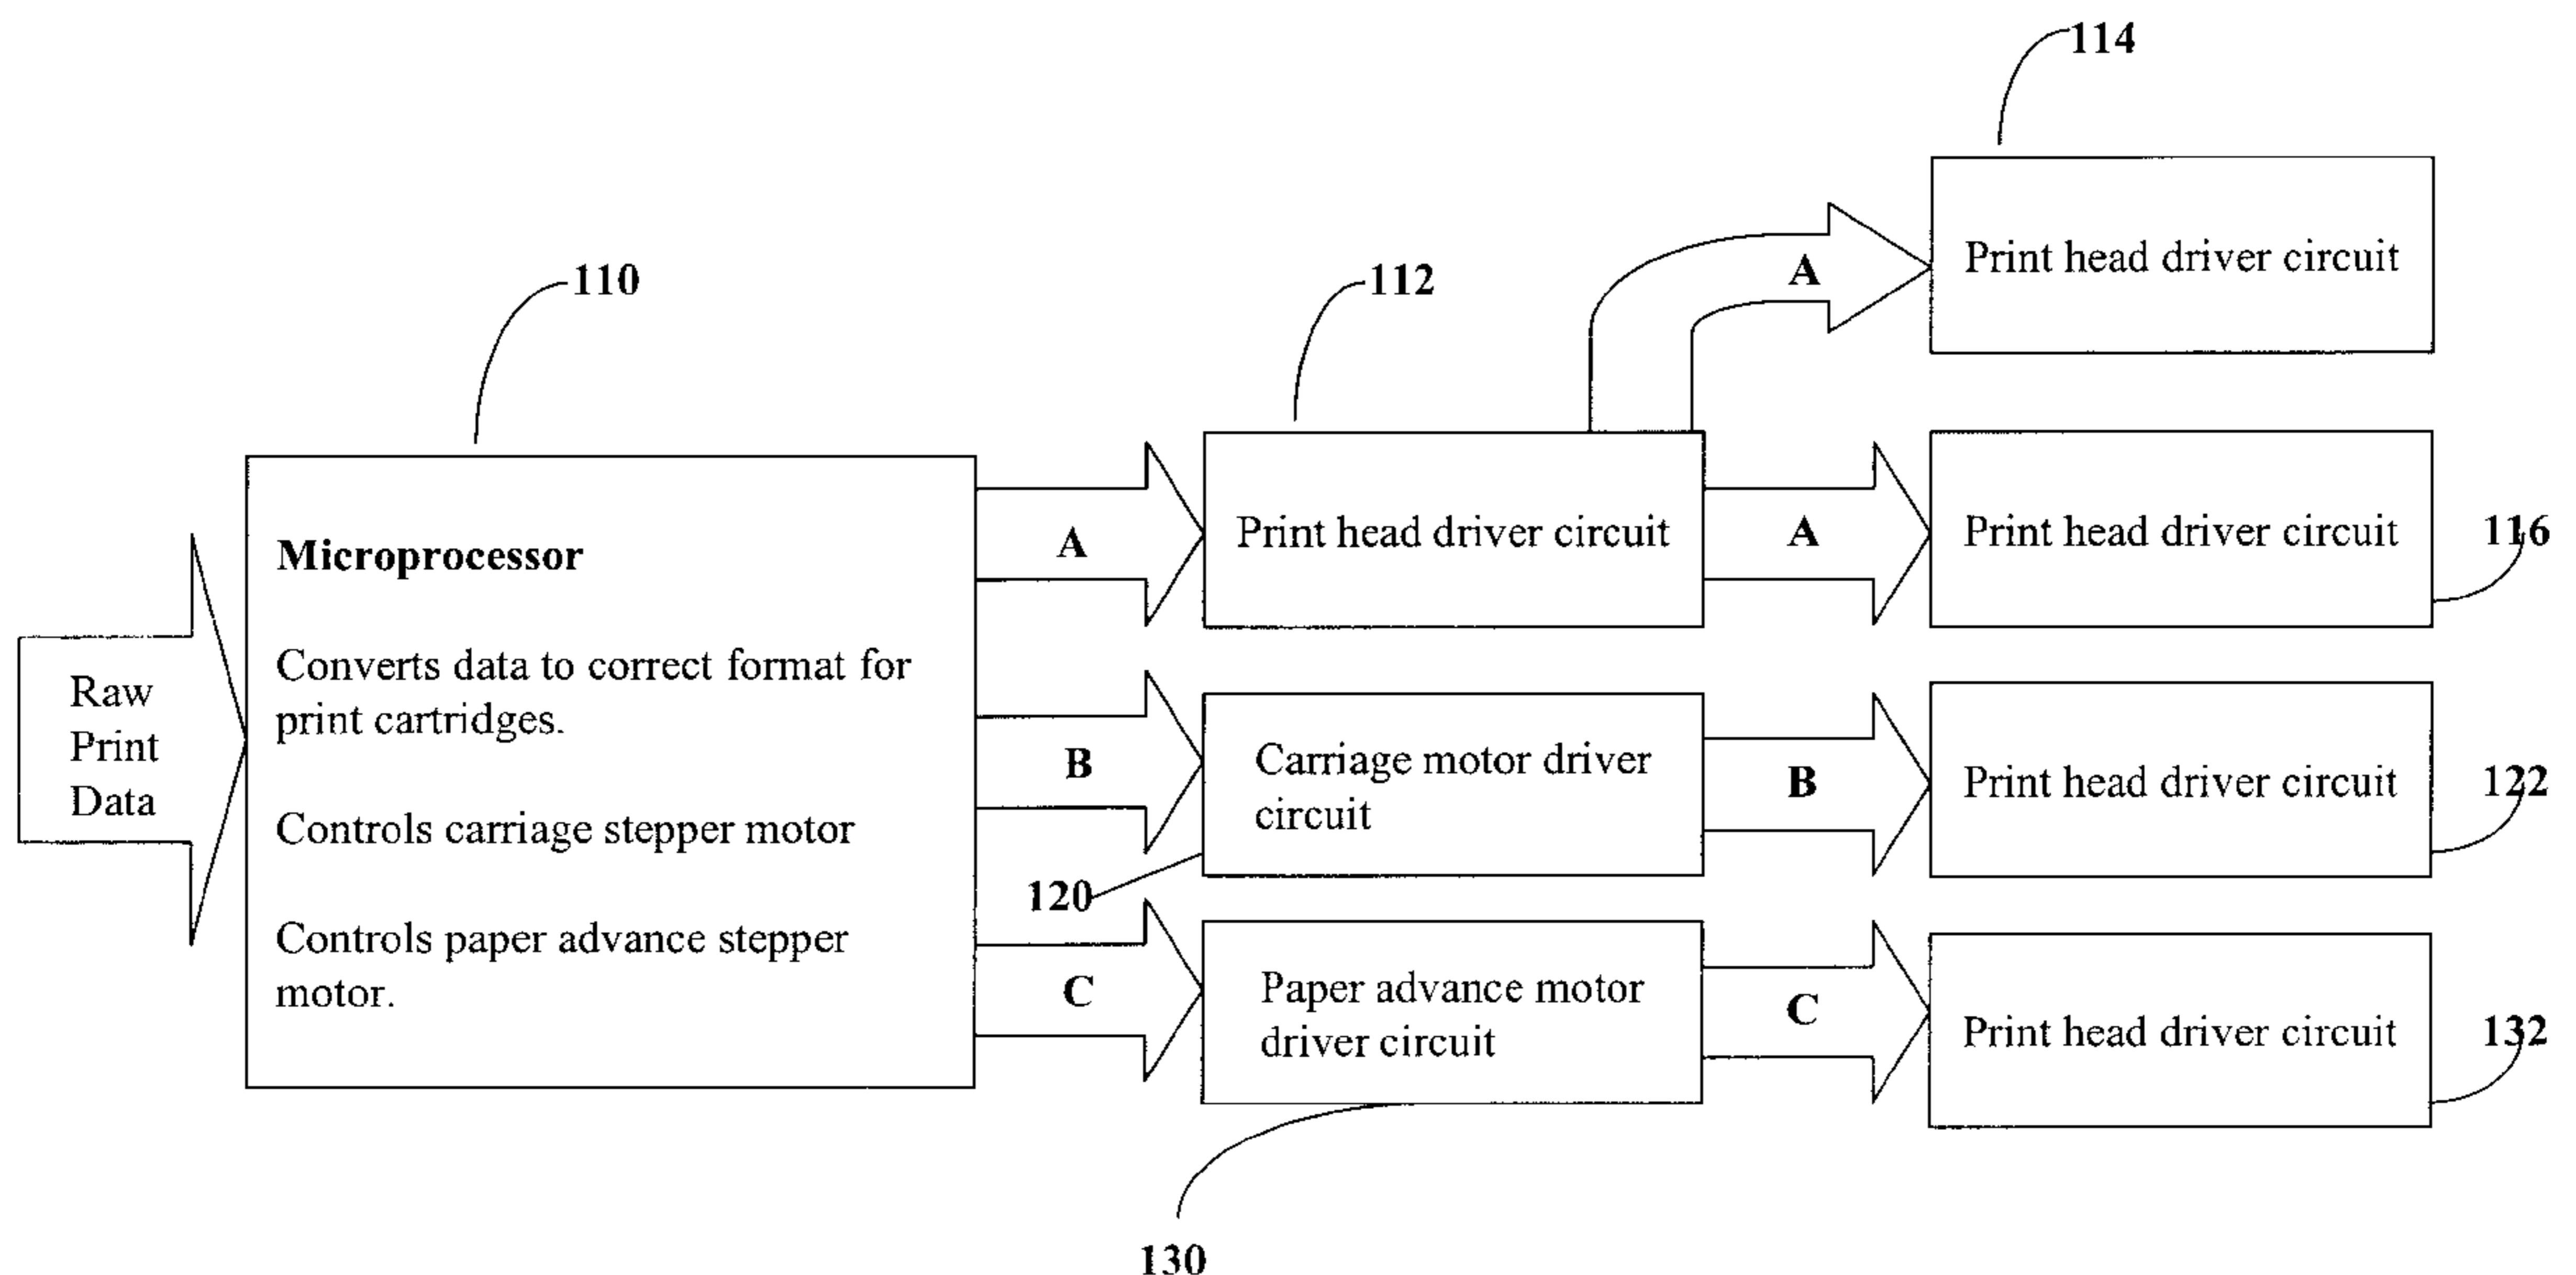 114
Print head driver circuit
A
110
112
Raw
Print
Data
Microprocessor
Converts data to correct format for
print cartridges.
Controls carriage stepper motor
Controls paper advance stepper
motor.
A
Print head driver circuit
A
Print head driver circuit
116
B
Carriage motor driver
circuit
B
Print head driver circuit
122
120
C
Paper advance motor
driver circuit
C
Print head driver circuit
132
130